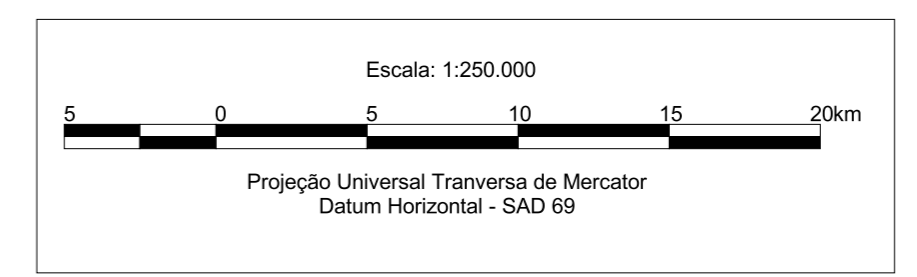 Escala: 1:250.000
5 0 5 10 15 20km
Projeção Universal Tranversa de Mercator
Datum Horizontal - SAD 69